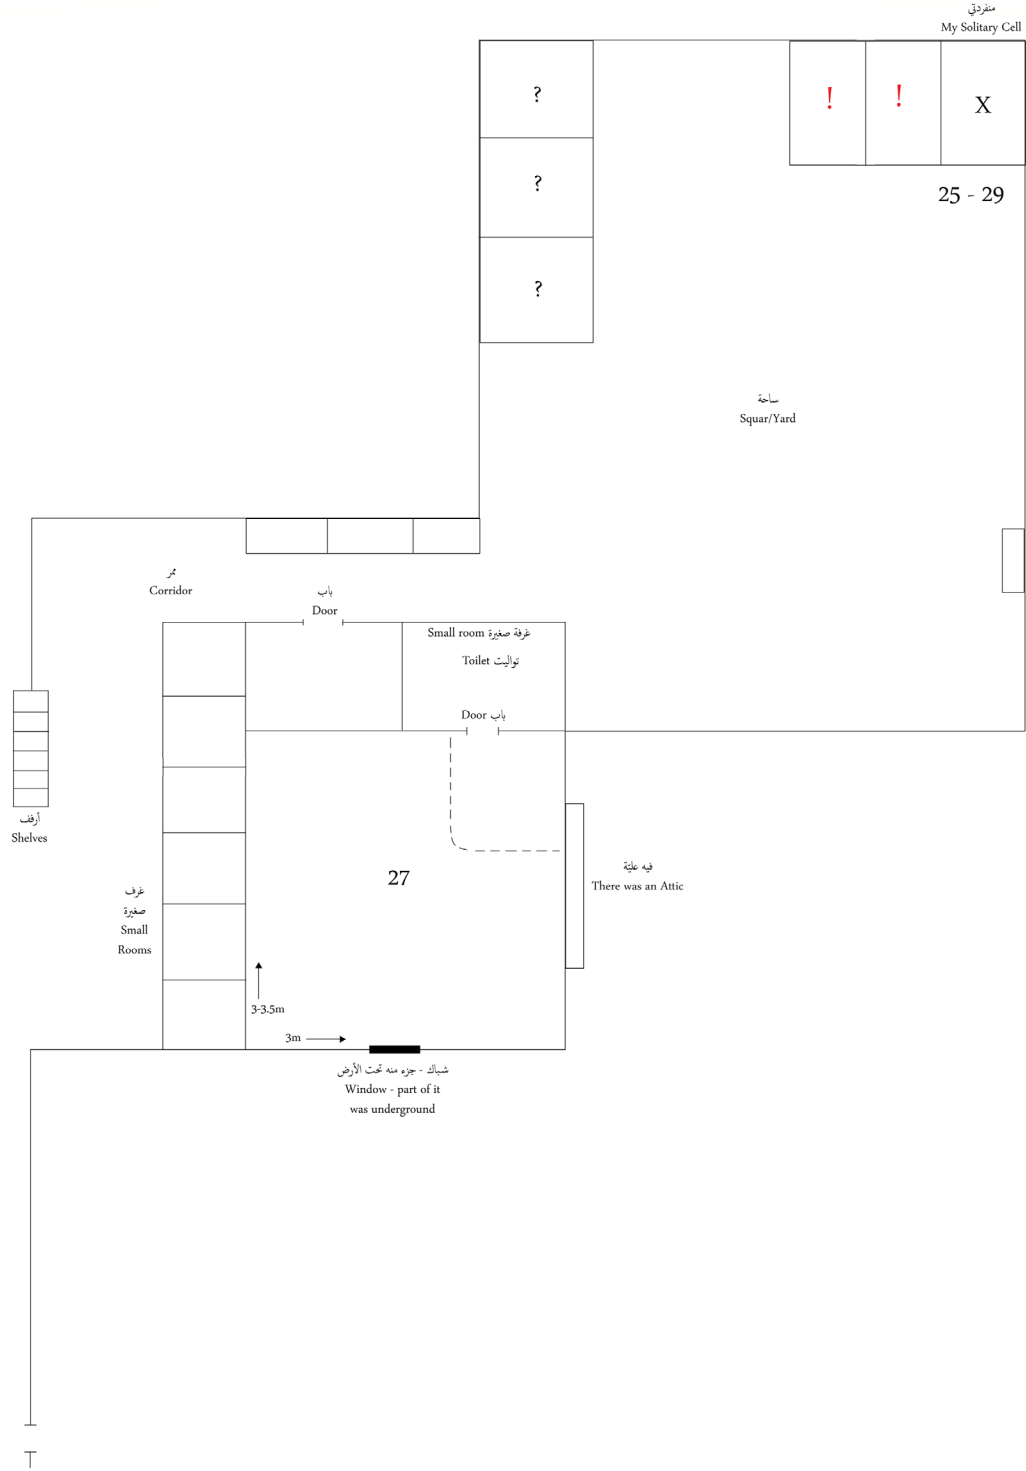 منفردتي
My Solitary Cell
?
!
!
X
?
25 - 29
?
ساحة
Squar/Yard
ممر
Corridor
باب
Door
Small room غرفة صغيرة
Toilet تواليت
Door باب
أرفف
Shelves
فيه عليّة
There was an Attic
27
غرف
صغيرة
Small
Rooms
3-3.5m
3m
شباك - جزء منه تحت الأرض
Window - part of it
was underground